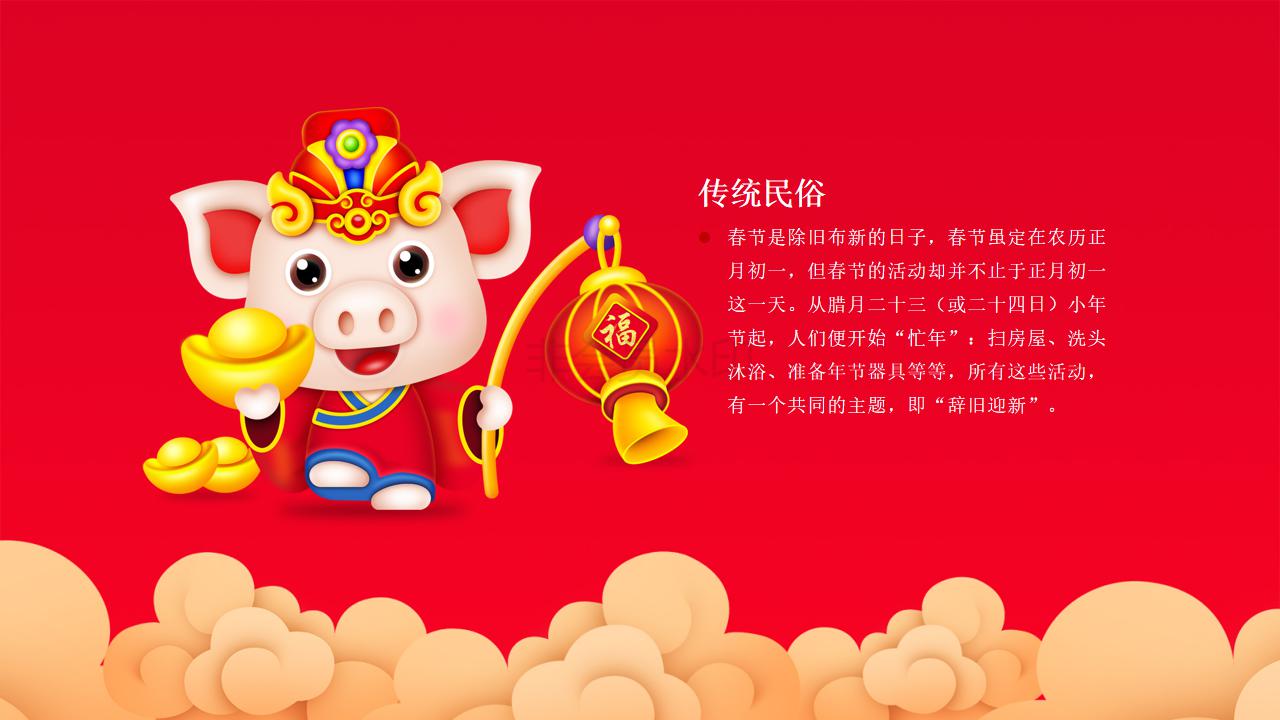 传统民俗
春节是除旧布新的日子，春节虽定在农历正
月初一，但春节的活动却并不止于正月初一
这一天。从腊月二十三（或二十四日）小年
节起，人们便开始“忙年”：扫房屋、洗头
沐浴、准备年节器具等等，所有这些活动，
有一个共同的主题，即“辞旧迎新”。
福